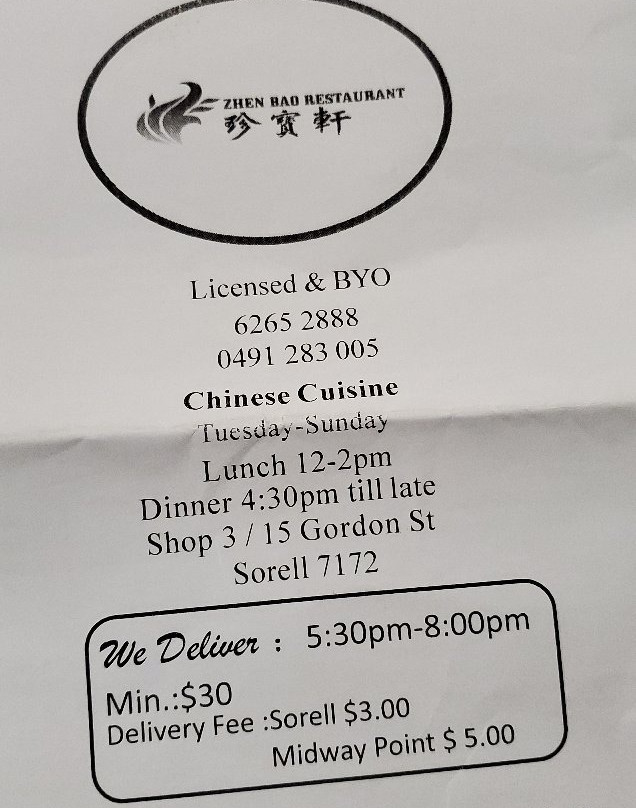 ZHEN BAO RESTAURANT
珍寶軒
Licensed & BYO
6265 2888
0491 283 005
Chinese Cuisine
Tuesday-Sunday
Lunch 12-2pm
Dinner 4:30pm till late
Shop 3 / 15 Gordon St
Sorell 7172
We Deliver : 5:30pm-8:00pm
Min.:$30
Delivery Fee :Sorell $3.00
Midway Point $ 5.00